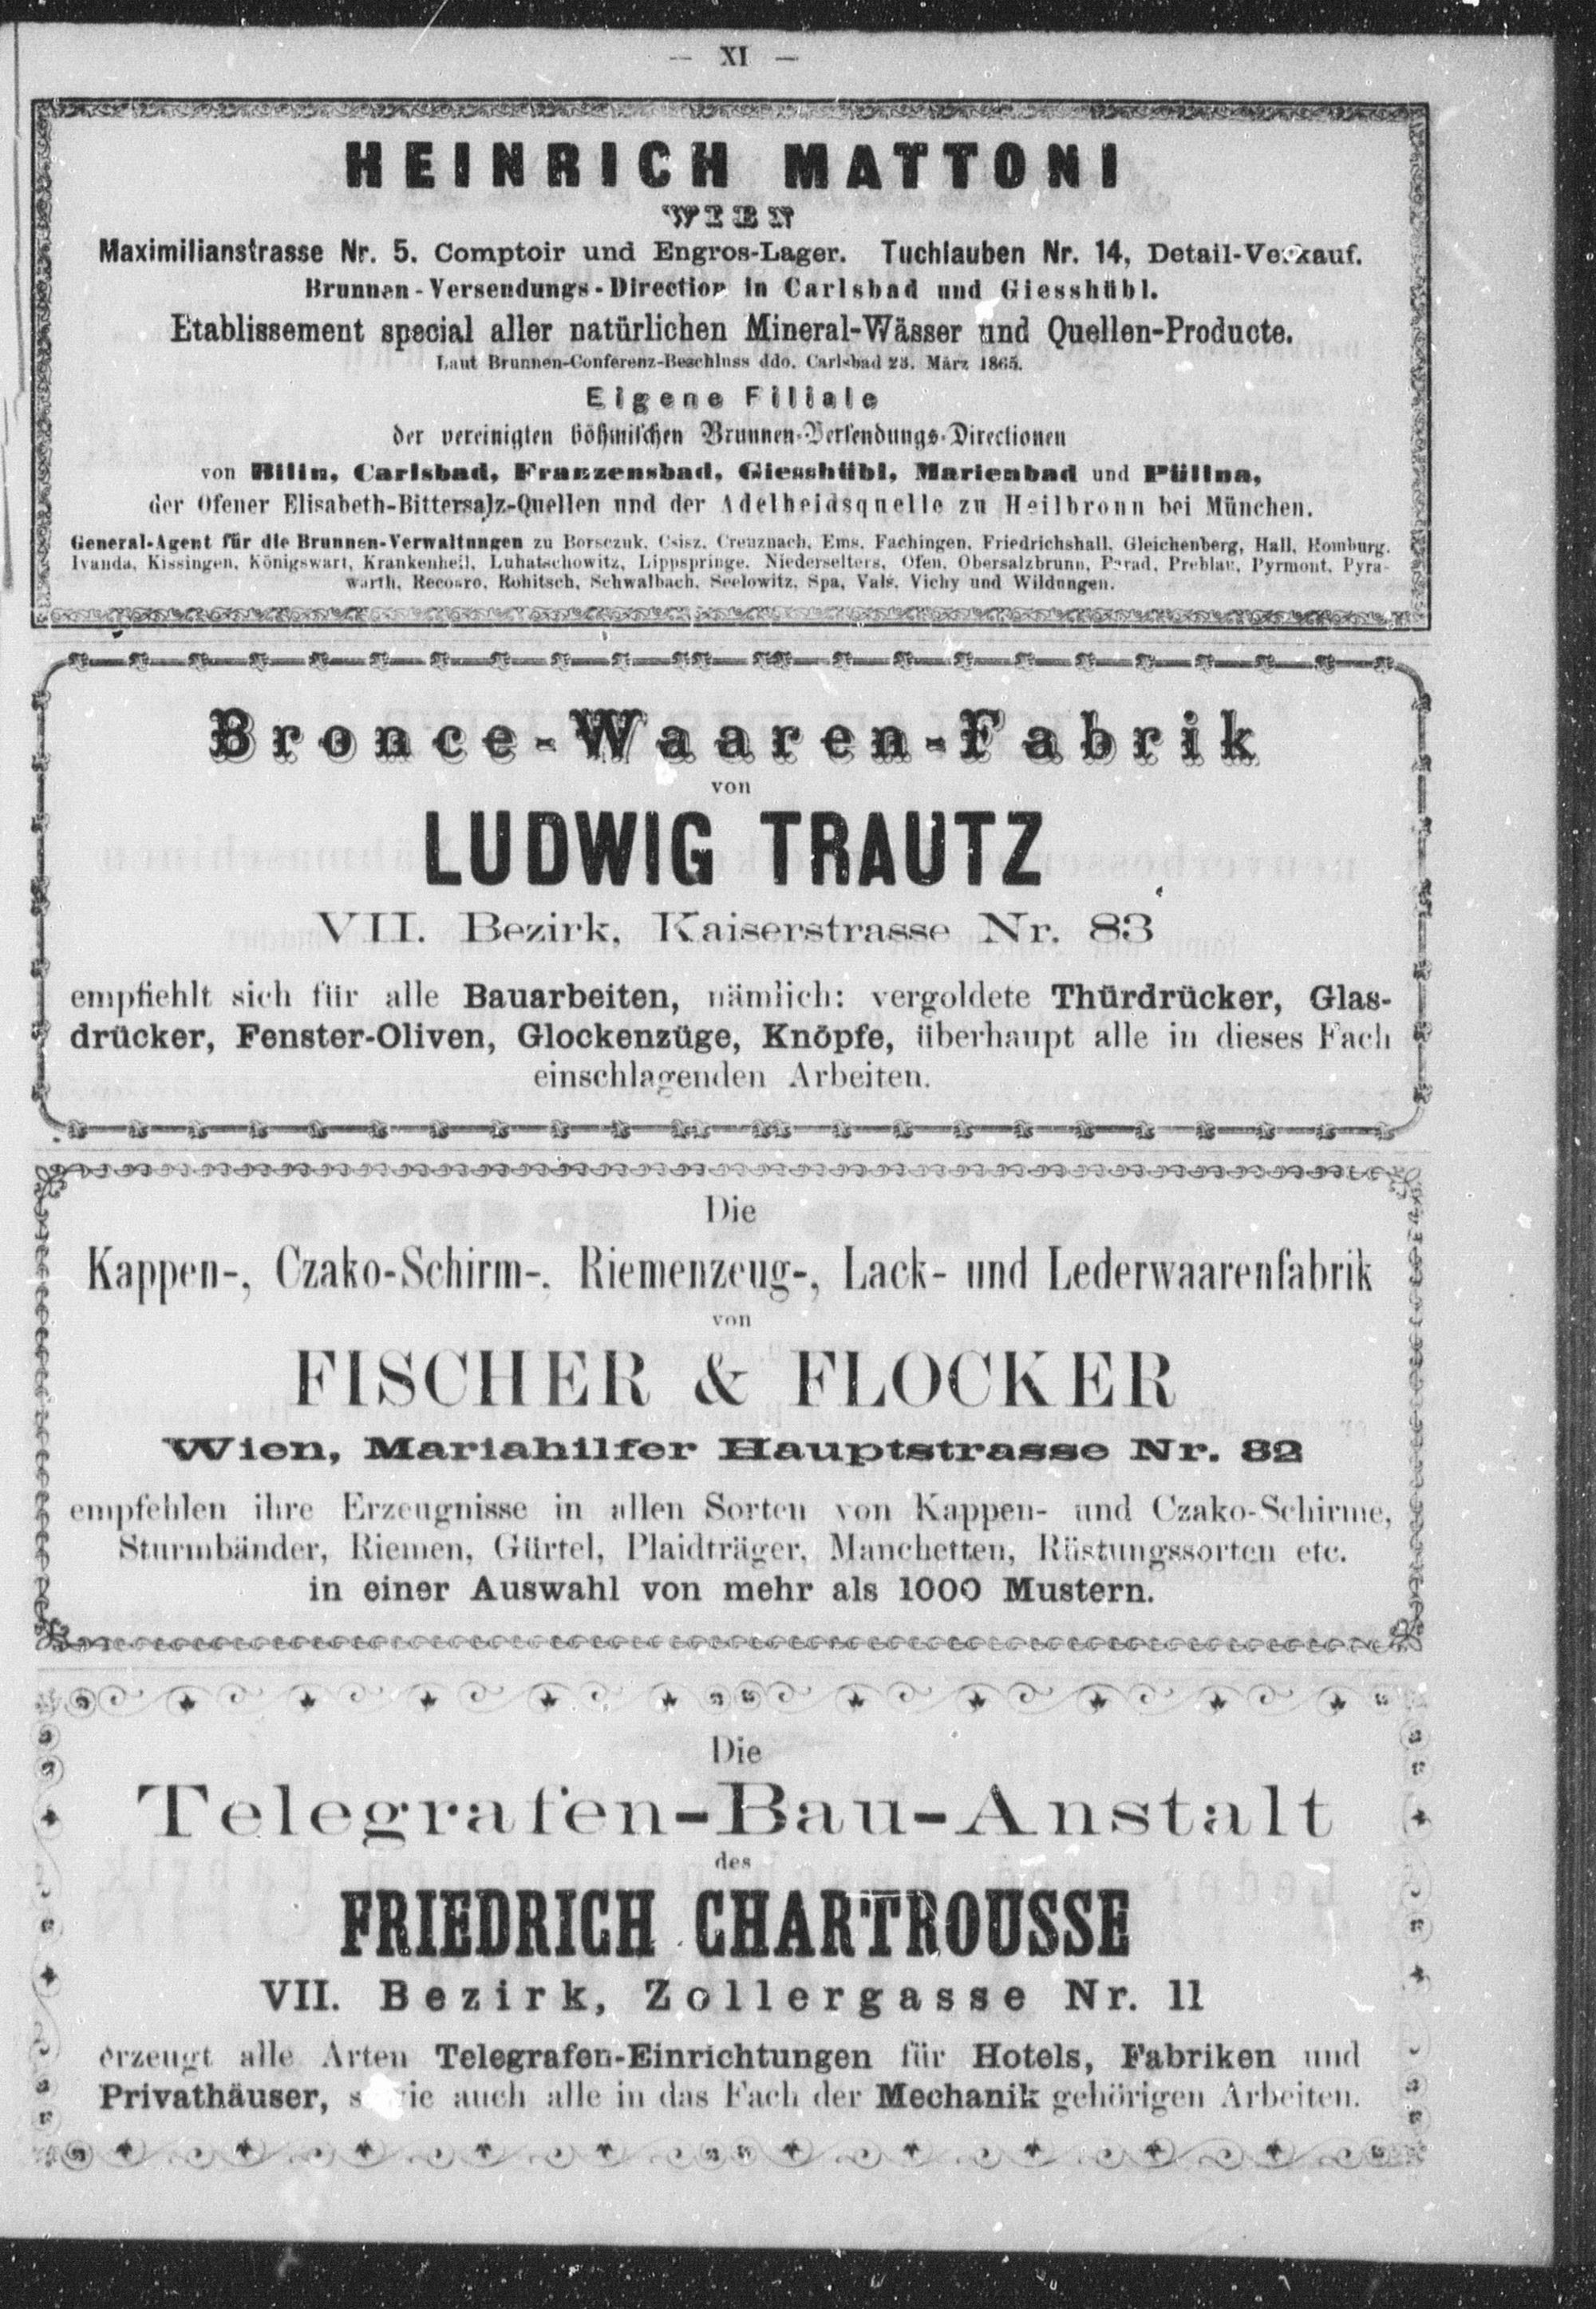 — XI —
HEINRICH MATTONI
WIEN
Maximilianstrasse Nr. 5. Comptoir und Engros-Lager. Tuchlauben Nr. 14, Detail-Verkauf.
Brunnen-Versendungs-Direction in Carlsbad und Giesshübl.
Etablissement special aller natürlichen Mineral-Wässer und Quellen-Producte.
Laut Brunnen-Conferenz-Beschluss ddo. Carlsbad 23. März 1865.
Eigene Filiale
der vereinigten böhmischen Brunnen-Versendungs-Directionen
von Bilin, Carlsbad, Franzensbad, Giesshübl, Marienbad und Püllna,
der Ofener Elisabeth-Bittersalz-Quellen und der Adelheidsquelle zu Heilbronn bei München.
General-Agent für die Brunnen-Verwaltungen zu Borsczuk, Csisz, Creuznach, Ems, Fachingen, Friedrichshall, Gleichenberg, Hall, Homburg.
Ivanda, Kissingen, Königswart, Krankenheil, Luhatschowitz, Lippspringe, Niederselters, Ofen, Obersalzbrunn, Parad, Preblau, Pyrmont, Pyra-
warth, Recoaro, Rohitsch, Schwalbach, Seelowitz, Spa, Vals, Vichy und Wildungen.
Bronce-Waaren-Fabrik
von
LUDWIG TRAUTZ
VII. Bezirk, Kaiserstrasse Nr. 83
empfiehlt sich für alle Bauarbeiten, nämlich: vergoldete Thürdrücker, Glas-
drücker, Fenster-Oliven, Glockenzüge, Knöpfe, überhaupt alle in dieses Fach
einschlagenden Arbeiten.
Die
Kappen-, Czako-Schirm-, Riemenzeug-, Lack- und Lederwaarenfabrik
von
FISCHER & FLOCKER
Wien, Mariahilfer Hauptstrasse Nr. 82
empfehlen ihre Erzeugnisse in allen Sorten von Kappen- und Czako-Schirme,
Sturmbänder, Riemen, Gürtel, Plaidträger, Manchetten, Rüstungssorten etc.
in einer Auswahl von mehr als 1000 Mustern.
Die
Telegrafen-Bau-Anstalt
des
FRIEDRICH CHARTROUSSE
VII. Bezirk, Zollergasse Nr. 11
erzeugt alle Arten Telegrafen-Einrichtungen für Hotels, Fabriken und
Privathäuser, sowie auch alle in das Fach der Mechanik gehörigen Arbeiten.